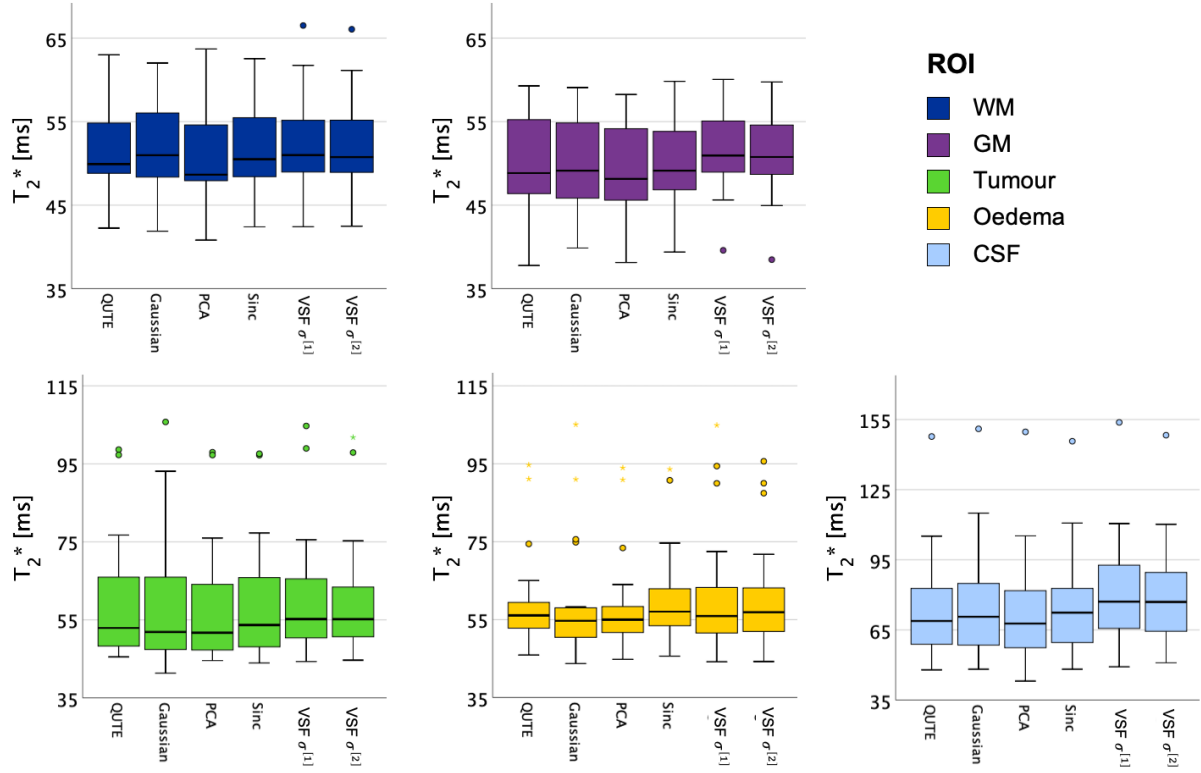 T2* [ms]
65
55
45
35
QUTE
Gaussian
PCA
Sinc
VSF σ[1]
VSF σ[2]
T2* [ms]
65
55
45
35
QUTE
Gaussian
PCA
Sinc
VSF σ[1]
VSF σ[2]
ROI
WM
GM
Tumour
Oedema
CSF
T2* [ms]
115
95
75
55
35
QUTE
Gaussian
PCA
Sinc
VSF σ[1]
VSF σ[2]
T2* [ms]
115
95
75
55
35
QUTE
Gaussian
PCA
Sinc
VSF σ[1]
VSF σ[2]
T2* [ms]
155
125
95
65
35
QUTE
Gaussian
PCA
Sinc
VSF σ[1]
VSF σ[2]